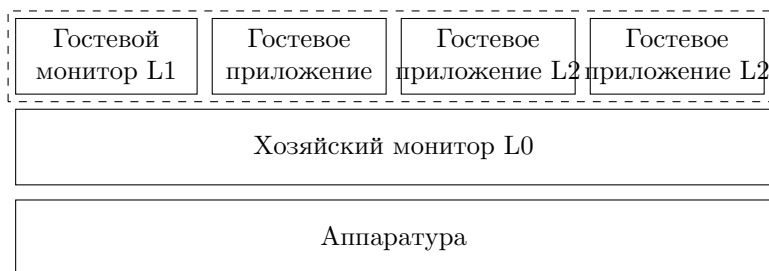 Гостевой
монитор L1
Гостевое
приложение
Гостевое
приложение L2
Гостевое
приложение L2
Хозяйский монитор L0
Аппаратура